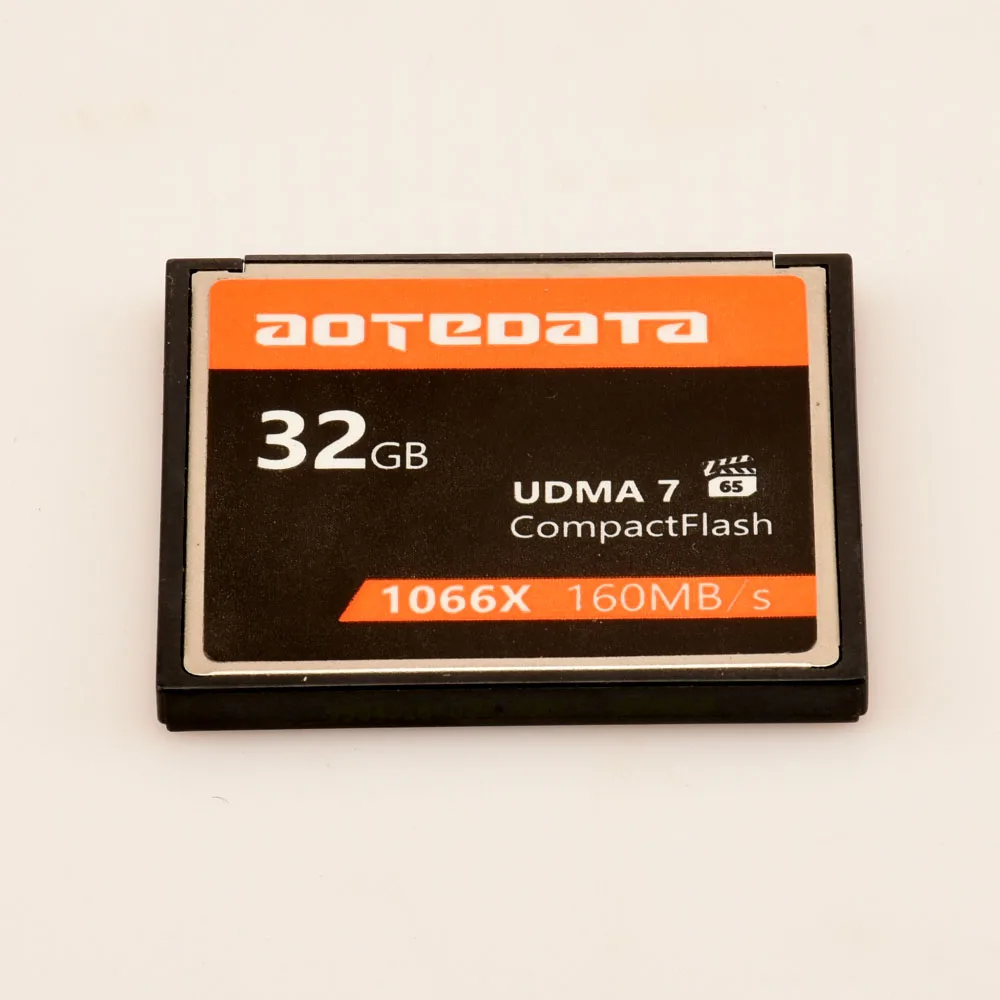 AOTEDATA
32GB
UDMA 7 65
CompactFlash
1066X 160MB/s